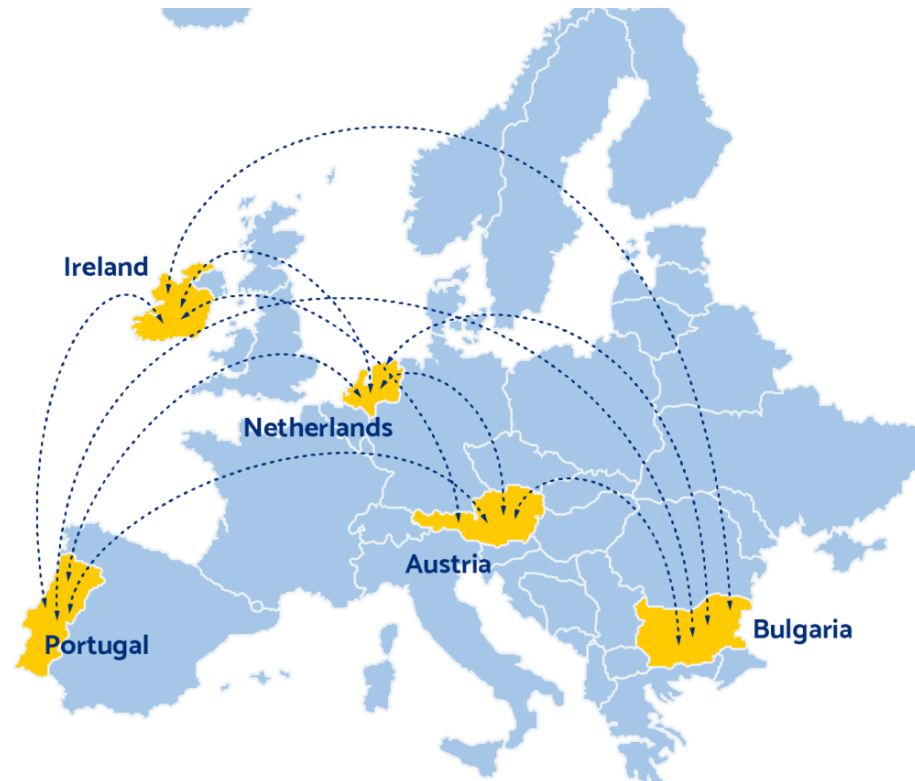 Ireland
Netherlands
Austria
Portugal
Bulgaria